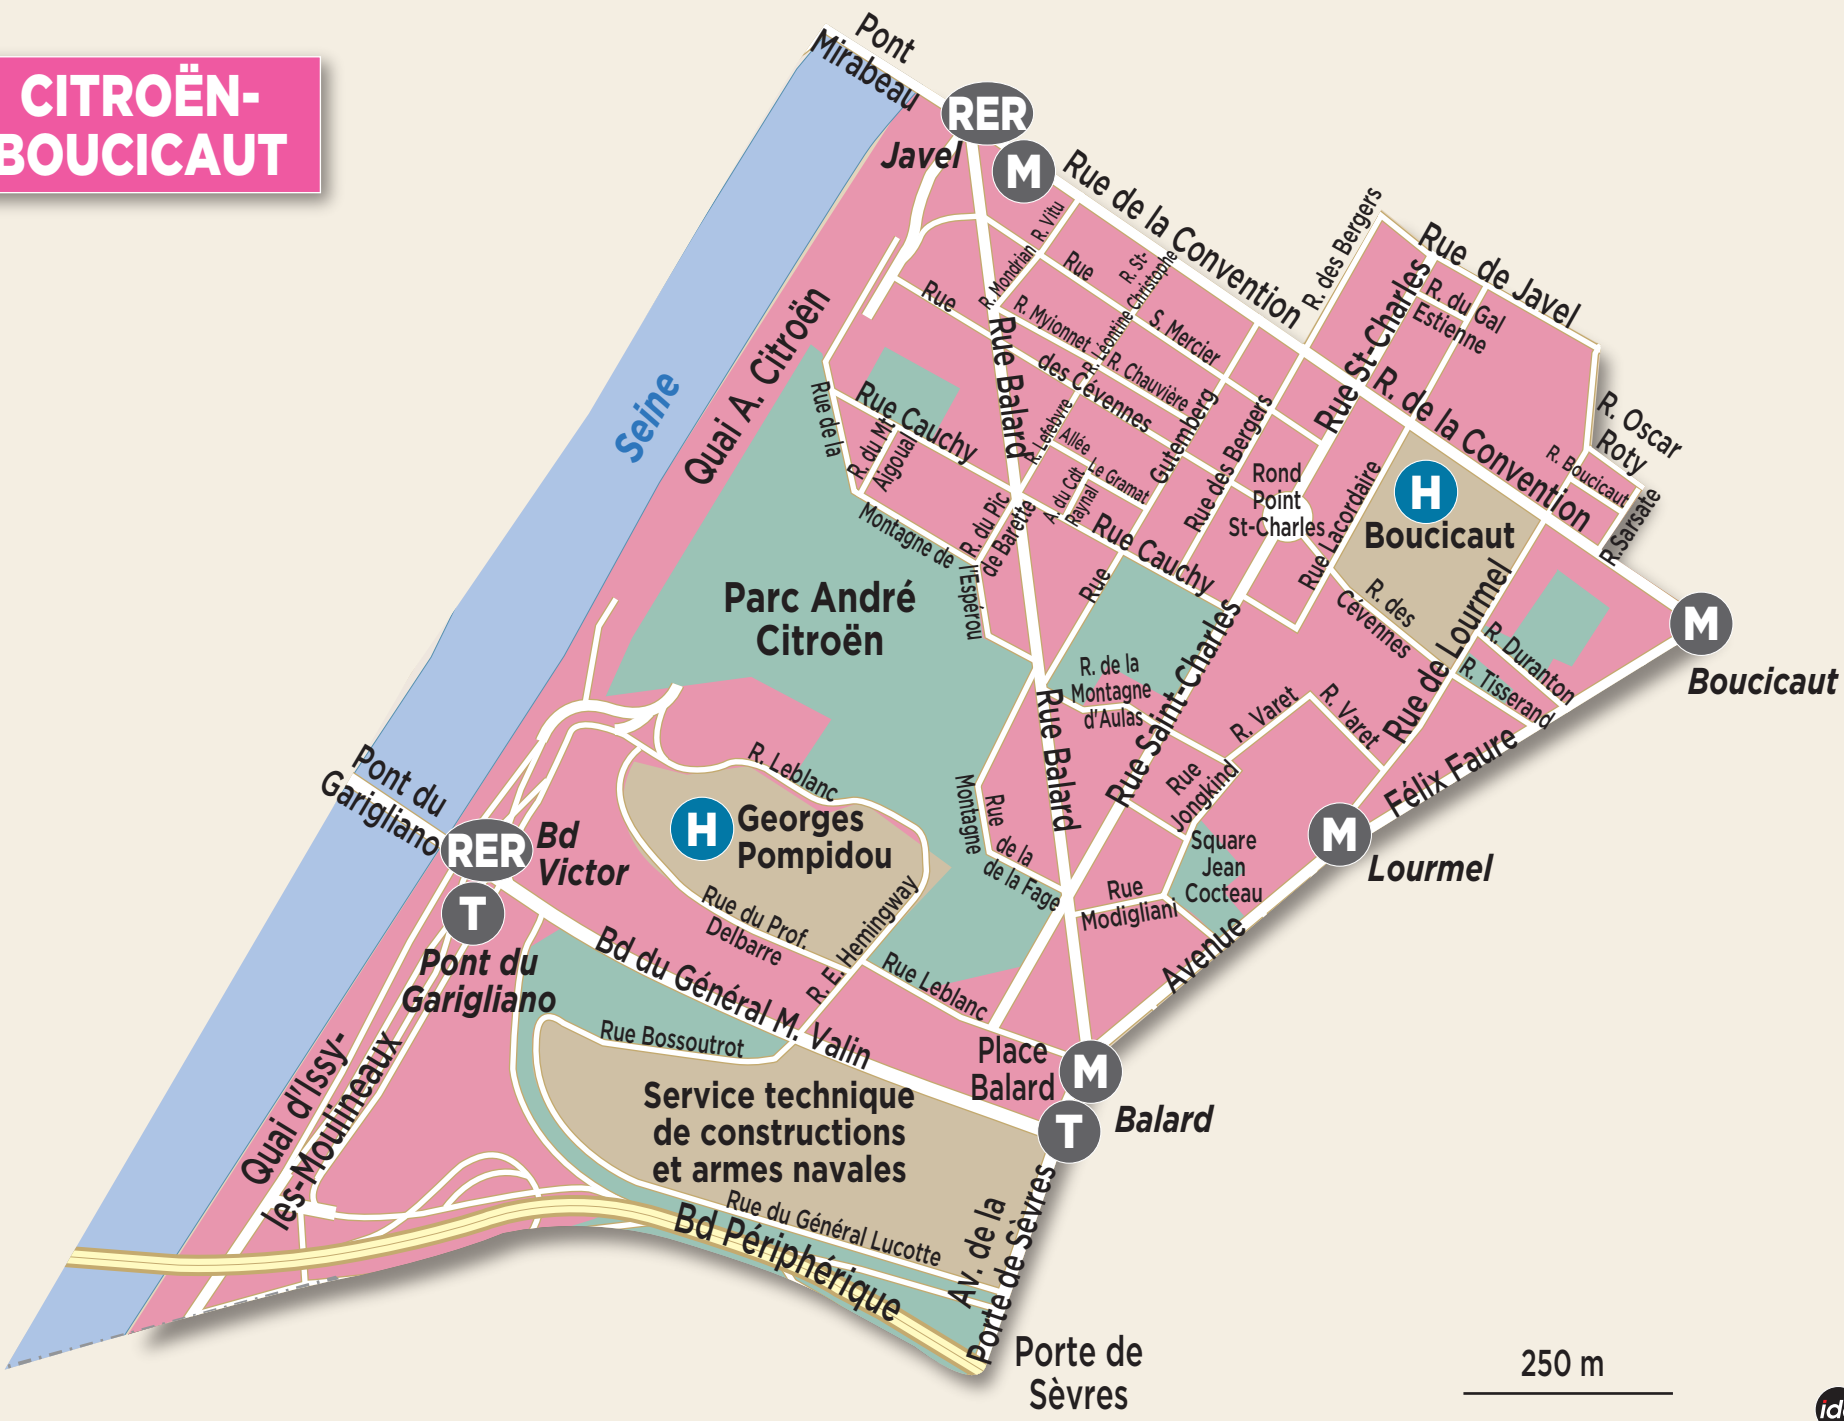 CITROËN-
BOUCICAUT
Pont
Mirabeau
RER
Javel
M
Rue de la Convention
R. Vitu
R. Mondrian
Rue
R. St-
Christophe
S. Mercier
R. Myionnet
R. Léontine
R. Chauvière
Rue
des Cévennes
R. des Bergers
Rue de Javel
R. du Gal
Estienne
Rue St-Charles
R. de la Convention
R. Oscar
Roty
R. Boucicaut
R. Sarsate
Seine
Quai A. Citroën
Rue Balard
Rue Cauchy
Rue de la
R. du Mt
Aigoual
Montagne de
l'Espérou
R. du Pic
de Barette
R. Lefebvre
Allée
Le Gramat
A. du Cdt
Raynal
Gutemberg
Rue
Rue des Bergers
Rue Cauchy
Rond
Point
St-Charles
Rue Lacordaire
H
Boucicaut
R. des
Cévennes
Rue de Lourmel
R. Duranton
R. Tisserand
M
Boucicaut
Parc André
Citroën
R. de la
Montagne
d'Aulas
Rue Saint-Charles
R. Varet
R. Varet
Rue
Jongkind
Rue Balard
Félix Faure
M
Lourmel
Square
Jean
Cocteau
Rue
Modigliani
Avenue
Montagne
Rue
de la
de la Fage
R. Leblanc
H
Georges
Pompidou
Rue du Prof.
Delbarre
R. E. Hemingway
Rue Leblanc
Pont du
Garigliano
RER
Bd
Victor
T
Pont du
Garigliano
Bd du Général M. Valin
Rue Bossoutrot
Place
Balard
M
T
Balard
Service technique
de constructions
et armes navales
Quai d'Issy-
les-Moulineaux
Rue du Général Lucotte
Bd Périphérique
Av. de la
Porte de Sèvres
Porte de
Sèvres
250 m
idé